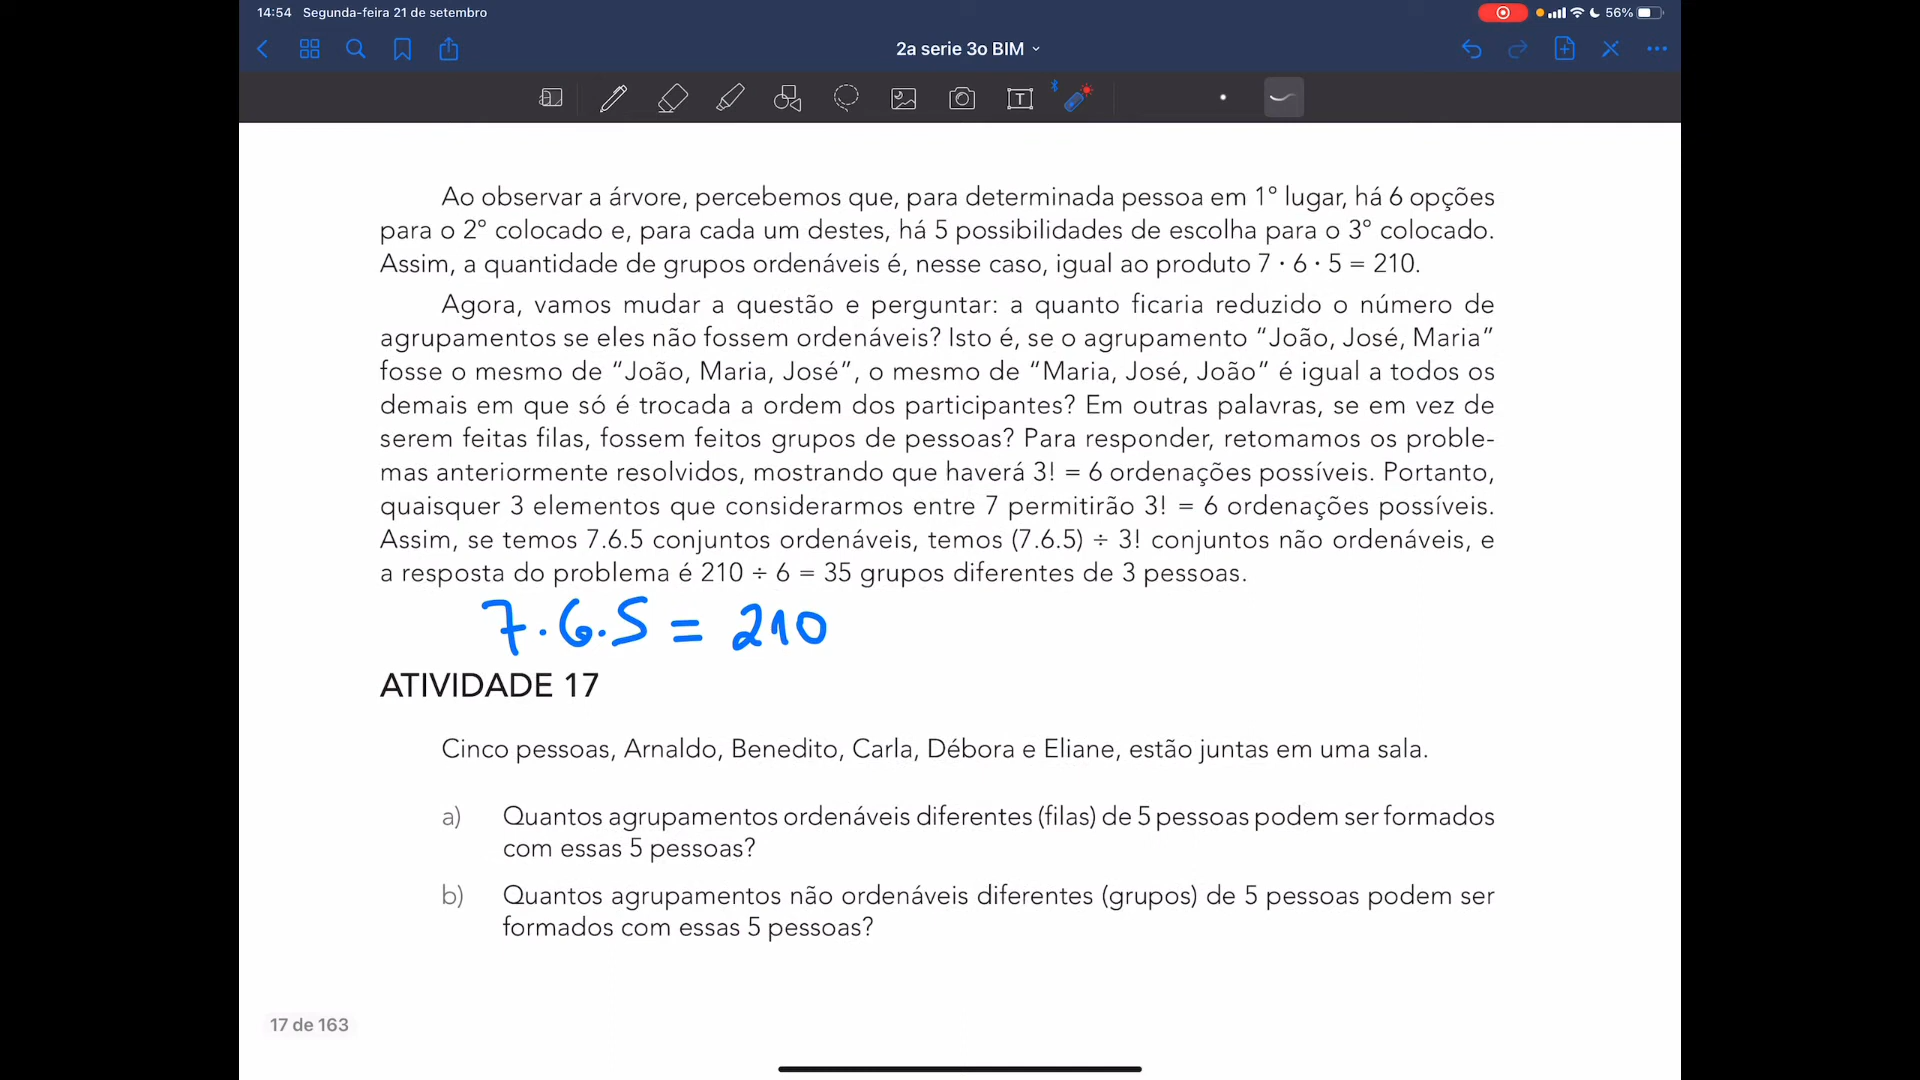 14:54 Segunda-feira 21 de setembro
56%
2a serie 3o BIM
Ao observar a árvore, percebemos que, para determinada pessoa em 1º lugar, há 6 opções
para o 2º colocado e, para cada um destes, há 5 possibilidades de escolha para o 3º colocado.
Assim, a quantidade de grupos ordenáveis é, nesse caso, igual ao produto 7 · 6 · 5 = 210.
Agora, vamos mudar a questão e perguntar: a quanto ficaria reduzido o número de
agrupamentos se eles não fossem ordenáveis? Isto é, se o agrupamento “João, José, Maria”
fosse o mesmo de “João, Maria, José”, o mesmo de “Maria, José, João” é igual a todos os
demais em que só é trocada a ordem dos participantes? Em outras palavras, se em vez de
serem feitas filas, fossem feitos grupos de pessoas? Para responder, retomamos os proble-
mas anteriormente resolvidos, mostrando que haverá 3! = 6 ordenações possíveis. Portanto,
quaisquer 3 elementos que considerarmos entre 7 permitirão 3! = 6 ordenações possíveis.
Assim, se temos 7.6.5 conjuntos ordenáveis, temos (7.6.5) ÷ 3! conjuntos não ordenáveis, e
a resposta do problema é 210 ÷ 6 = 35 grupos diferentes de 3 pessoas.
7·6·5 = 210
ATIVIDADE 17
Cinco pessoas, Arnaldo, Benedito, Carla, Débora e Eliane, estão juntas em uma sala.
a) Quantos agrupamentos ordenáveis diferentes (filas) de 5 pessoas podem ser formados
com essas 5 pessoas?
b) Quantos agrupamentos não ordenáveis diferentes (grupos) de 5 pessoas podem ser
formados com essas 5 pessoas?
17 de 163